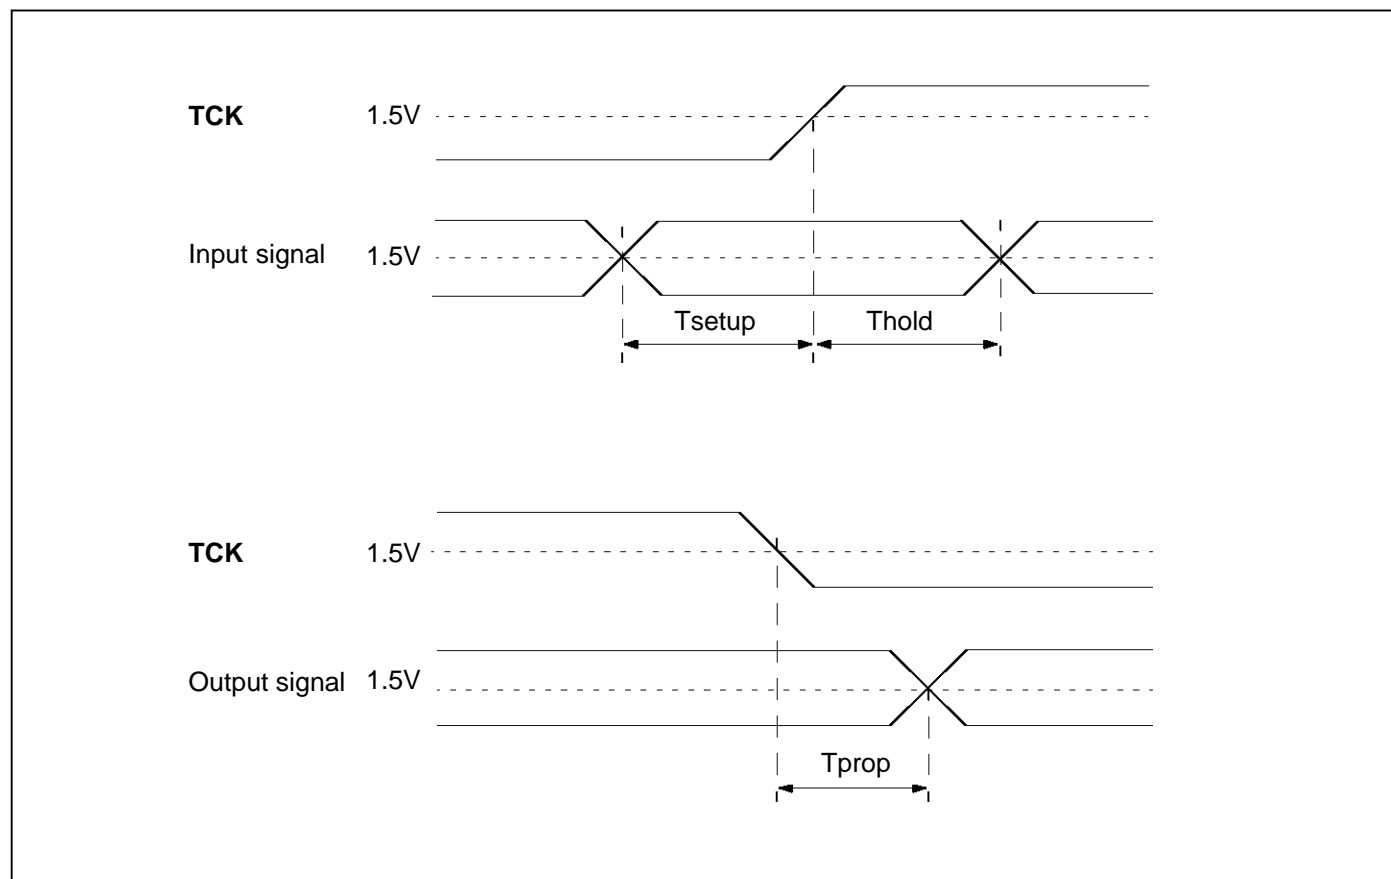 TCK 1.5V
Input signal 1.5V
Tsetup Thold
TCK 1.5V
Output signal 1.5V
Tprop